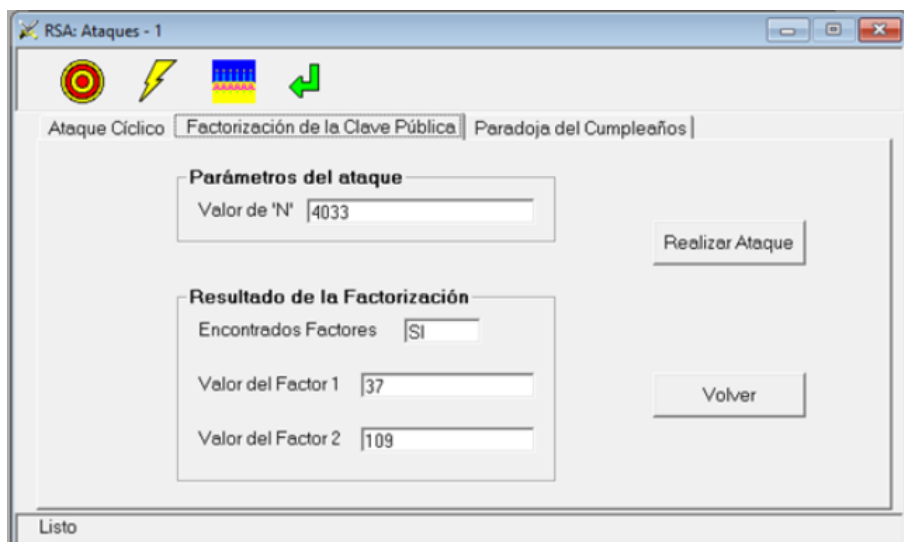 RSA: Ataques - 1
Ataque Cíclico Factorización de la Clave Pública Paradoja del Cumpleaños
Parámetros del ataque
Valor de 'N' 4033
Realizar Ataque
Resultado de la Factorización
Encontrados Factores SI
Valor del Factor 1 37
Volver
Valor del Factor 2 109
Listo